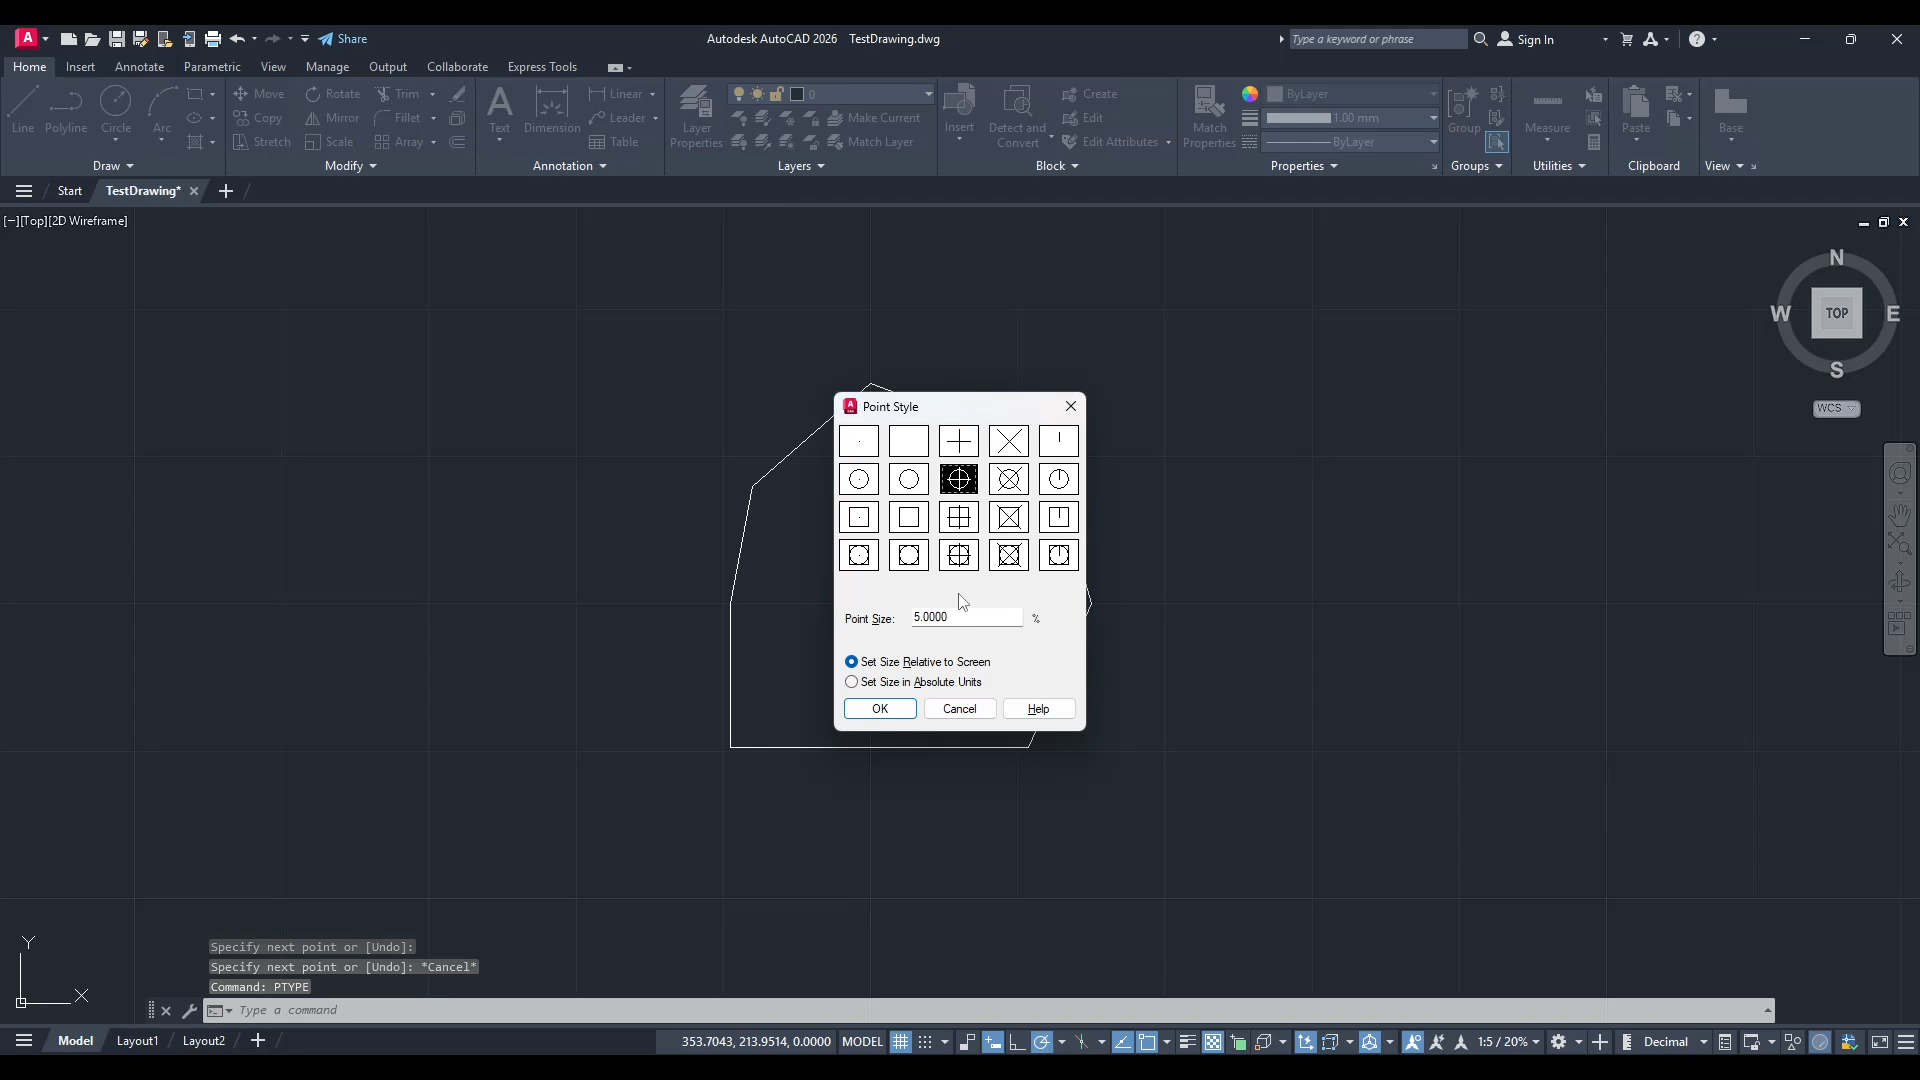 A Share Autodesk AutoCAD 2026 TestDrawing.dwg Type a keyword or phrase Sign In
Home Insert Annotate Parametric View Manage Output Collaborate Express Tools
Line Polyline Circle Arc
Move Rotate Trim
Copy Mirror Fillet
Stretch Scale Array
Text Dimension
Linear
Leader
Table
Layer Properties
0
Make Current
Match Layer
Insert Detect and Convert
Create
Edit
Edit Attributes
Match Properties
ByLayer
1.00 mm
ByLayer
Group Measure Paste Base
Draw Modify Annotation Layers Block Properties Groups Utilities Clipboard View
Start TestDrawing*
[−][Top][2D Wireframe]
N
W TOP E
S
WCS
Point Style
Point Size: 5.0000 %
Set Size Relative to Screen
Set Size in Absolute Units
OK Cancel Help
Y
X
Specify next point or [Undo]:
Specify next point or [Undo]: *Cancel*
Command: PTYPE
Type a command
Model Layout1 Layout2 353.7043, 213.9514, 0.0000 MODEL 1:5 / 20% Decimal